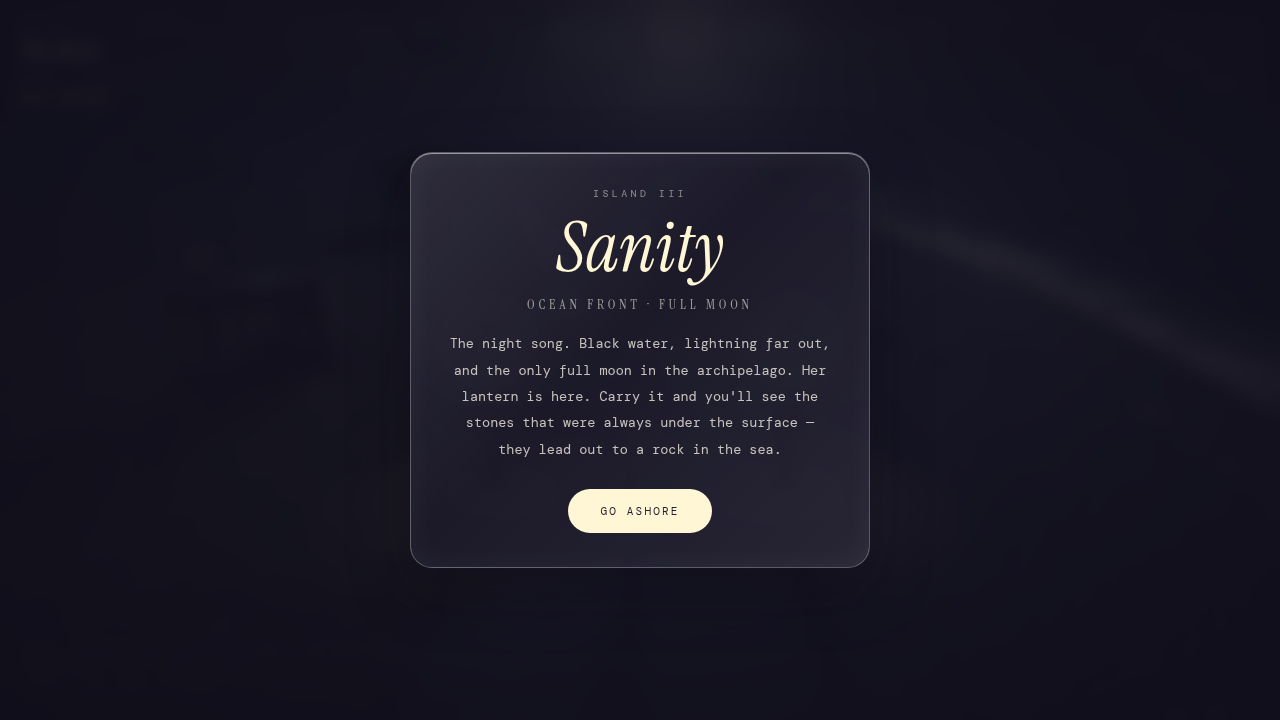 ISLAND III
Sanity
OCEAN FRONT · FULL MOON
The night song. Black water, lightning far out,
and the only full moon in the archipelago. Her
lantern is here. Carry it and you'll see the
stones that were always under the surface —
they lead out to a rock in the sea.
GO ASHORE